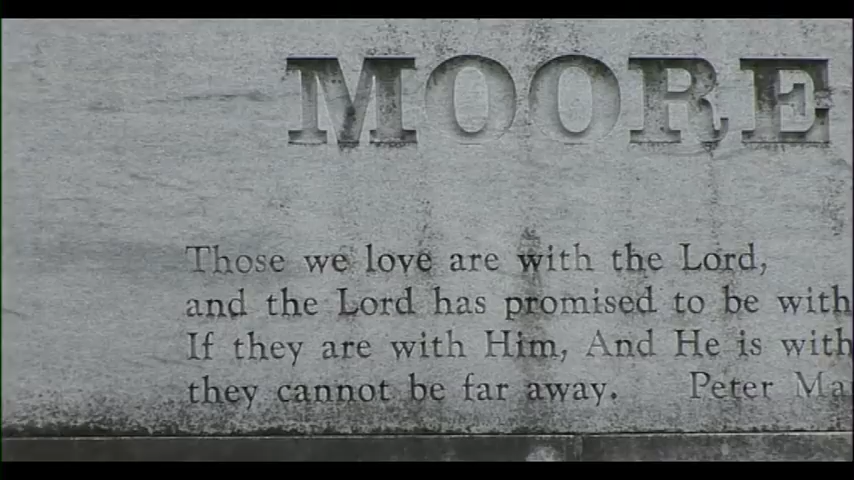 MOORE
Those we love are with the Lord,
and the Lord has promised to be with
If they are with Him, And He is with
they cannot be far away. Peter Ma